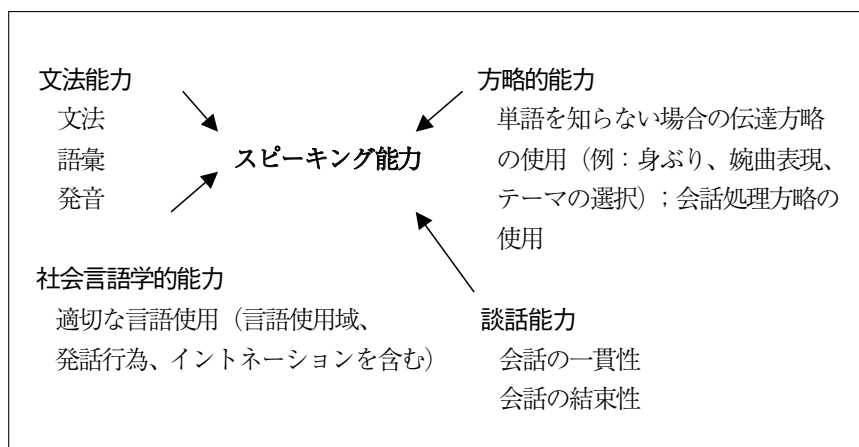 文法能力
文法
語彙
発音
スピーキング能力
方略的能力
単語を知らない場合の伝達方略
の使用（例：身ぶり、婉曲表現、
テーマの選択）；会話処理方略の
使用
社会言語学的能力
適切な言語使用（言語使用域、
発話行為、イントネーションを含む）
談話能力
会話の一貫性
会話の結束性